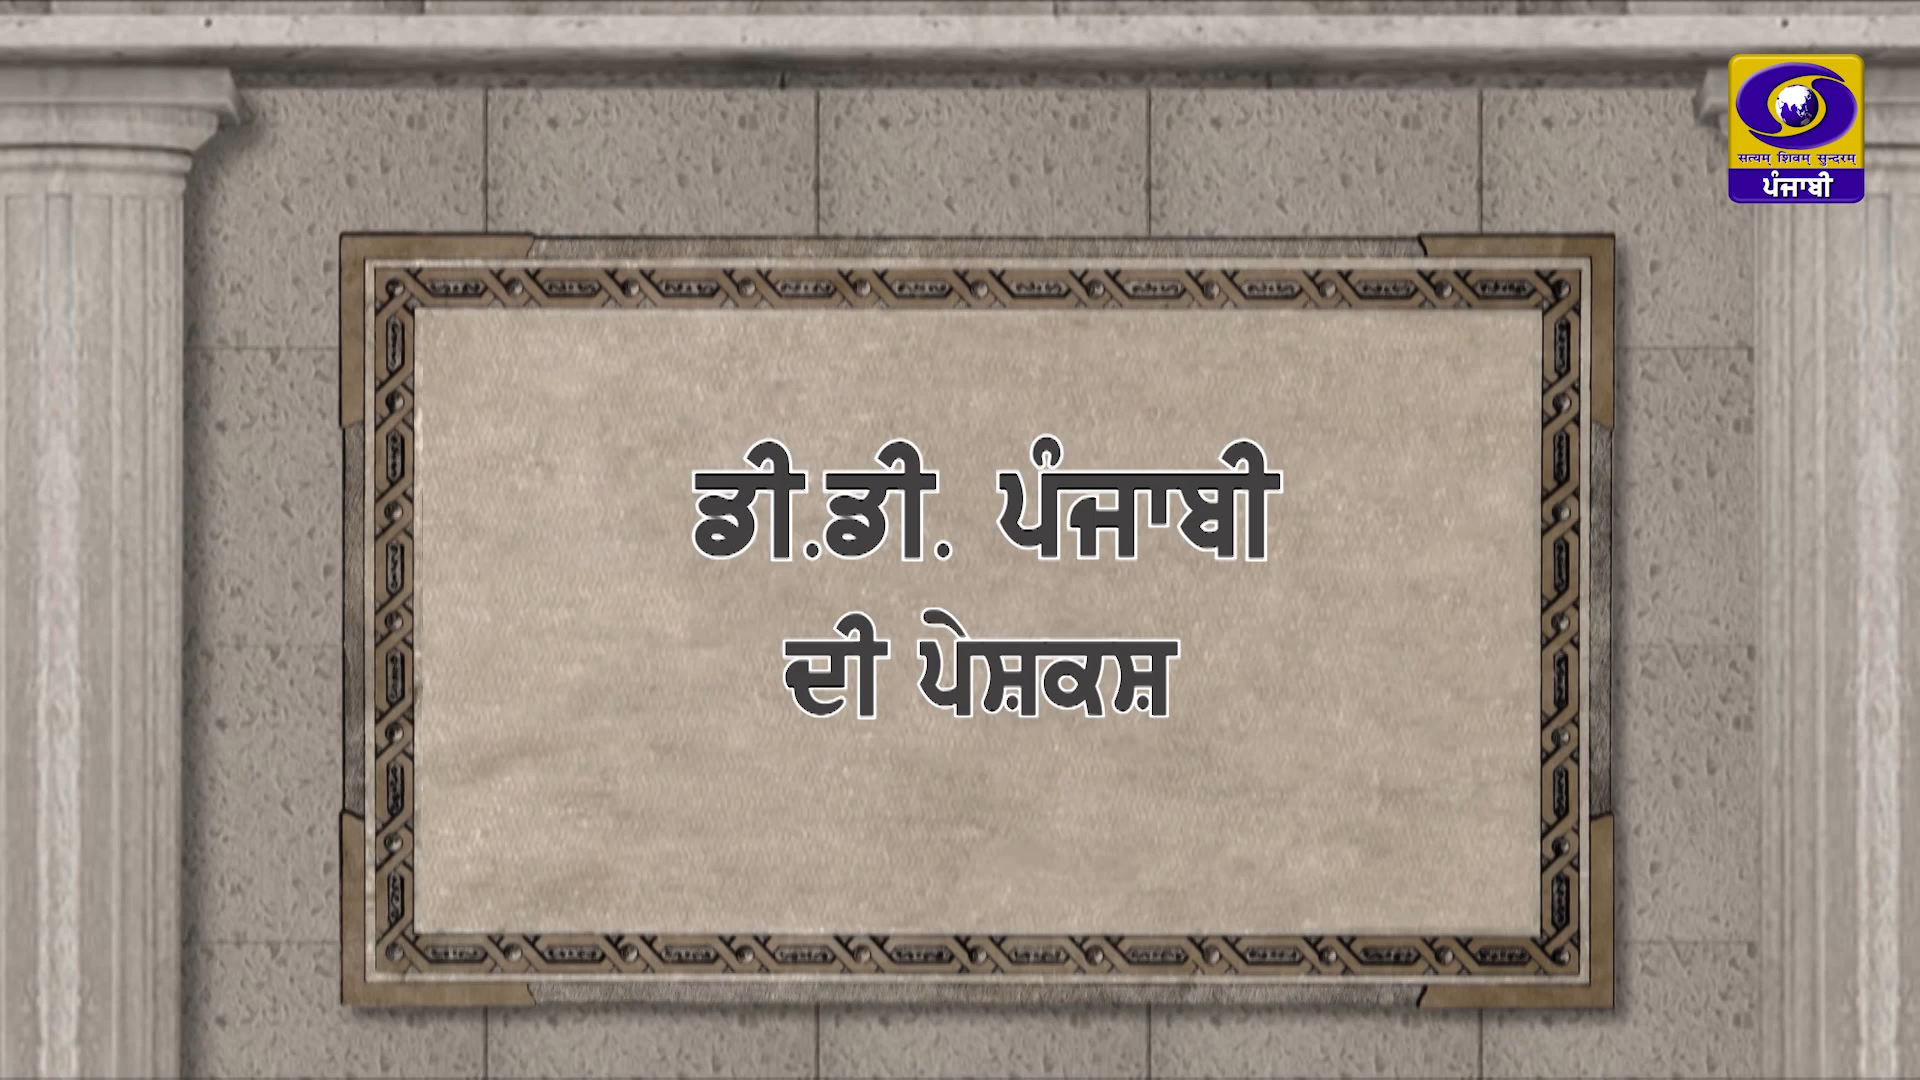 सत्यम् शिवम् सुन्दरम्
ਪੰਜਾਬੀ
ਡੀ.ਡੀ. ਪੰਜਾਬੀ
ਦੀ ਪੇਸ਼ਕਸ਼